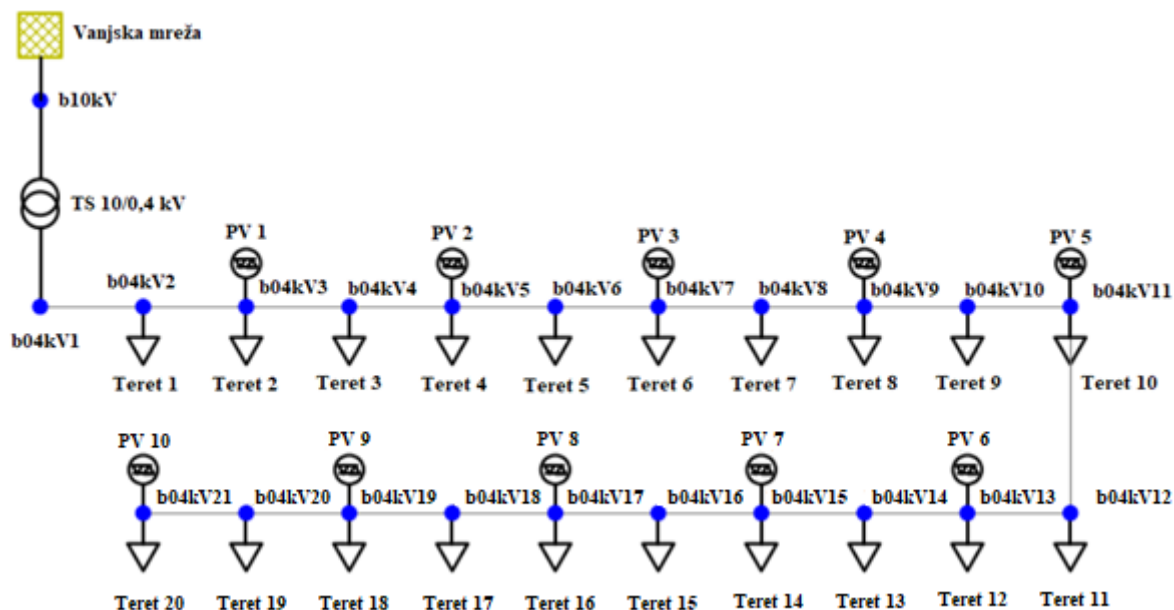 Vanjska mreža
b10kV
TS 10/0,4 kV
PV 1 PV 2 PV 3 PV 4 PV 5
b04kV2 b04kV3 b04kV4 b04kV5 b04kV6 b04kV7 b04kV8 b04kV9 b04kV10 b04kV11
b04kV1
Teret 1 Teret 2 Teret 3 Teret 4 Teret 5 Teret 6 Teret 7 Teret 8 Teret 9 Teret 10
PV 10 PV 9 PV 8 PV 7 PV 6
b04kV21 b04kV20 b04kV19 b04kV18 b04kV17 b04kV16 b04kV15 b04kV14 b04kV13 b04kV12
Teret 20 Teret 19 Teret 18 Teret 17 Teret 16 Teret 15 Teret 14 Teret 13 Teret 12 Teret 11